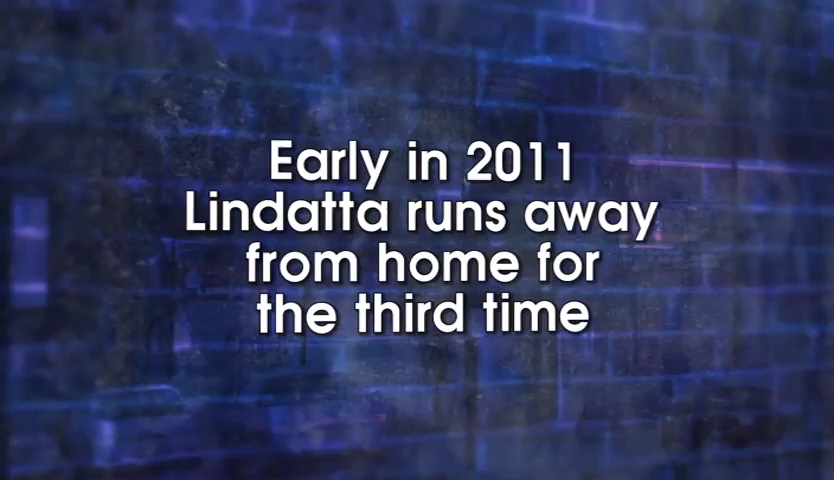 Early in 2011
Lindatta runs away
from home for
the third time